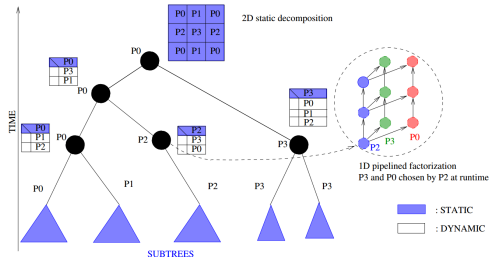 P0 P1 P0
P2 P3 P2
P0 P1 P0
2D static decomposition
P0
P0
P3
P1
P0
P3
P0
P1
P2
P0
P1
P2
P0
P2
P2
P3
P0
P3
P2
P3
P0
1D pipelined factorization
P3 and P0 chosen by P2 at runtime
P0
P1
P2
P3
P3
TIME
: STATIC
: DYNAMIC
SUBTREES